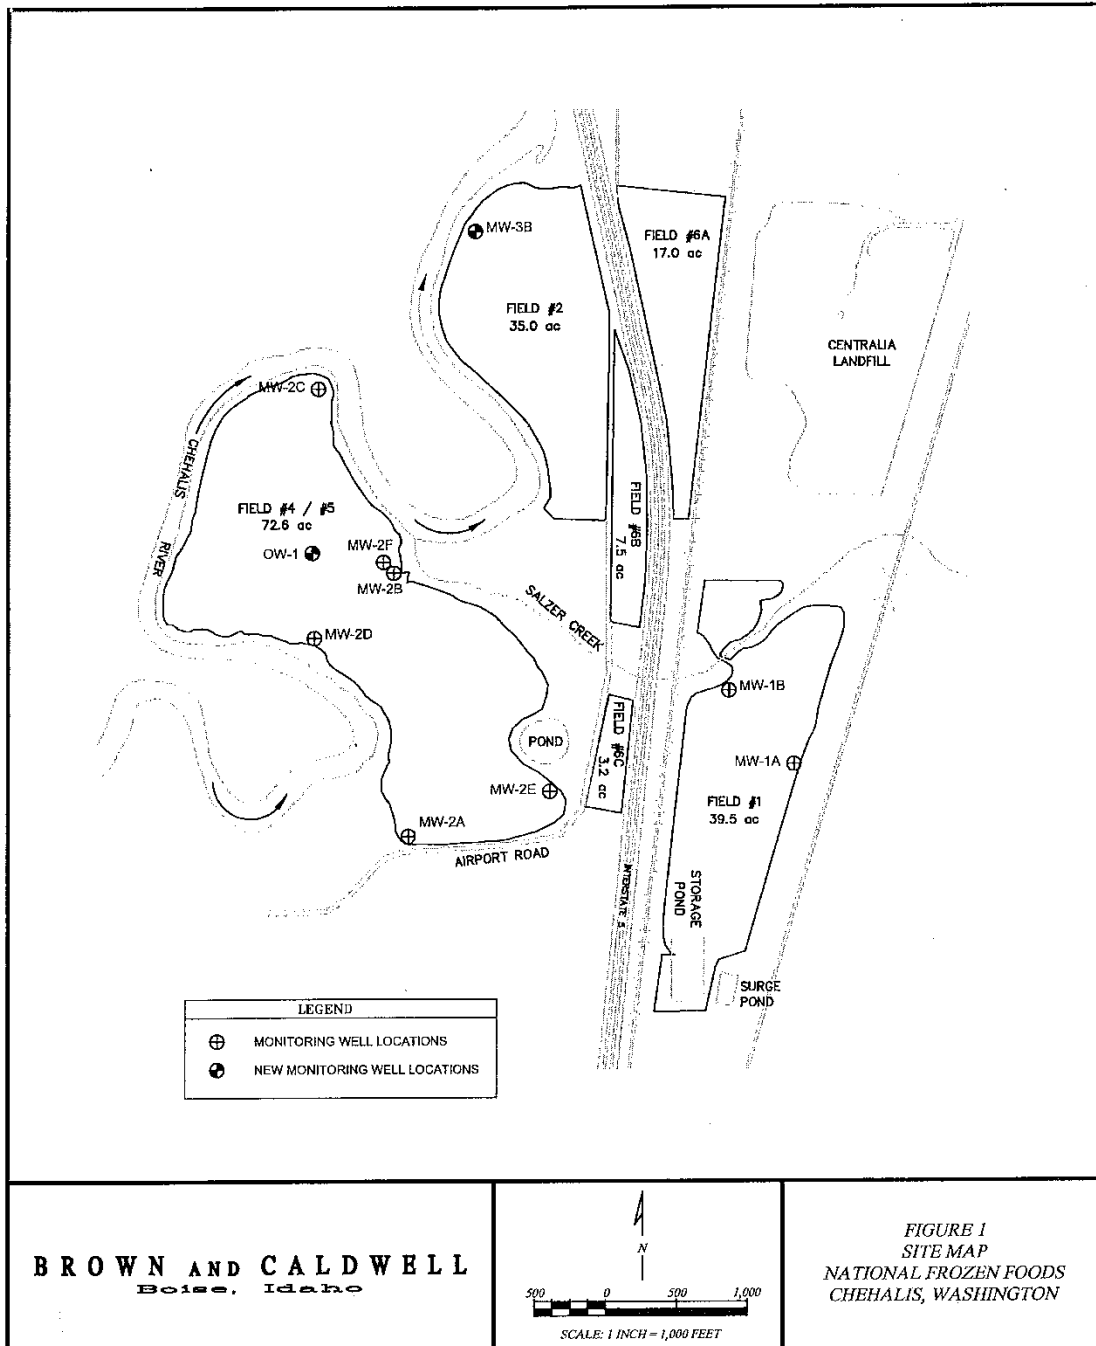 MW-3B
FIELD #6A
17.0 ac
FIELD #2
35.0 ac
CENTRALIA
LANDFILL
MW-2C
CHEHALIS
RIVER
FIELD #4 / #5
72.6 ac
OW-1
MW-2F
MW-2B
FIELD #6B
7.5 ac
SALZER CREEK
MW-2D
MW-1B
FIELD #6C
3.2 ac
POND
MW-1A
MW-2E
FIELD #1
39.5 ac
MW-2A
AIRPORT ROAD
INTERSTATE 5
STORAGE
POND
SURGE
POND
LEGEND
MONITORING WELL LOCATIONS
NEW MONITORING WELL LOCATIONS
BROWN AND CALDWELL
Boise, Idaho
N
500 0 500 1,000
SCALE: 1 INCH = 1,000 FEET
FIGURE 1
SITE MAP
NATIONAL FROZEN FOODS
CHEHALIS, WASHINGTON